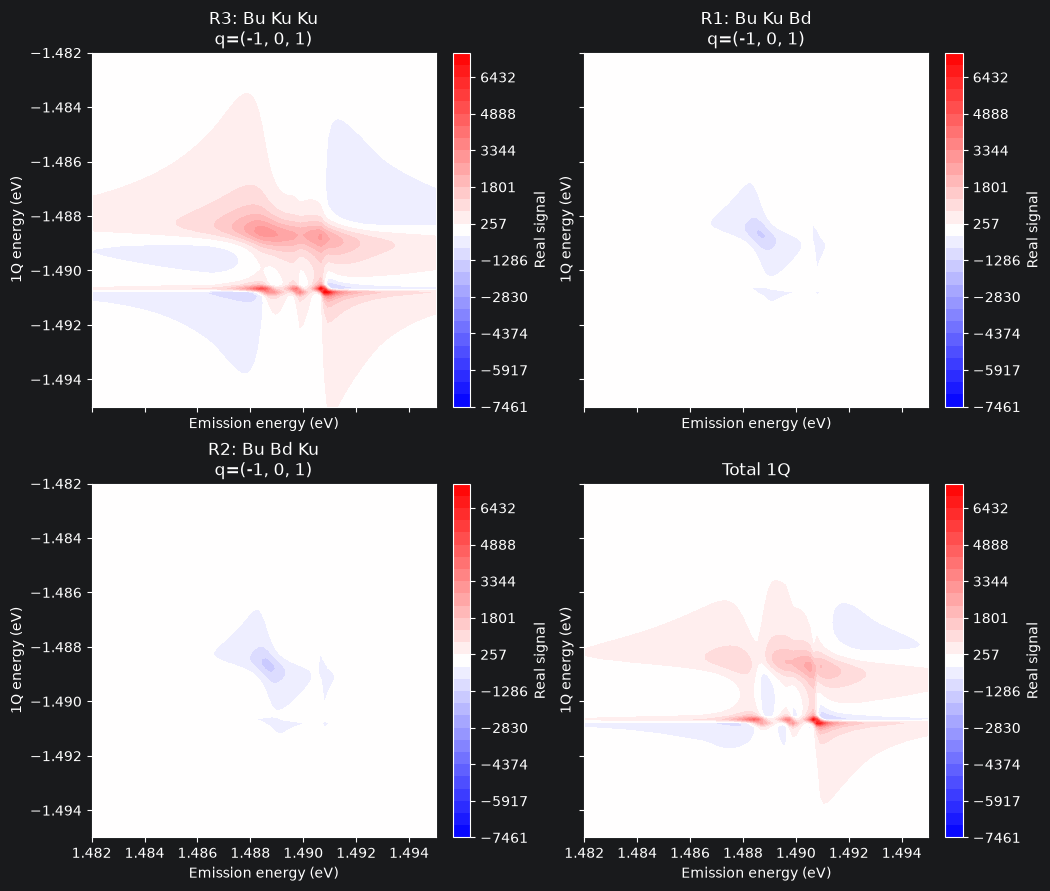 R3: Bu Ku Ku
q=(-1, 0, 1)
−1.482
−1.484
−1.486
−1.488
−1.490
−1.492
−1.494
1Q energy (eV)
Emission energy (eV)
6432
4888
3344
1801
257
−1286
−2830
−4374
−5917
−7461
Real signal
R1: Bu Ku Bd
q=(-1, 0, 1)
1Q energy (eV)
Emission energy (eV)
6432
4888
3344
1801
257
−1286
−2830
−4374
−5917
−7461
Real signal
R2: Bu Bd Ku
q=(-1, 0, 1)
−1.482
−1.484
−1.486
−1.488
−1.490
−1.492
−1.494
1Q energy (eV)
1.482 1.484 1.486 1.488 1.490 1.492 1.494
Emission energy (eV)
6432
4888
3344
1801
257
−1286
−2830
−4374
−5917
−7461
Real signal
Total 1Q
1Q energy (eV)
1.482 1.484 1.486 1.488 1.490 1.492 1.494
Emission energy (eV)
6432
4888
3344
1801
257
−1286
−2830
−4374
−5917
−7461
Real signal